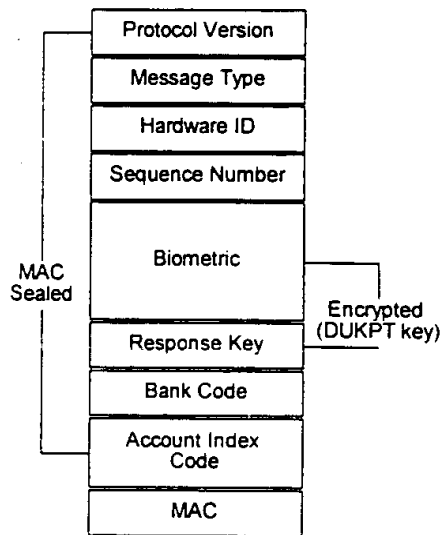 Protocol Version
Message Type
Hardware ID
Sequence Number
Biometric
MAC
Sealed
Encrypted
(DUKPT key)
Response Key
Bank Code
Account Index
Code
MAC